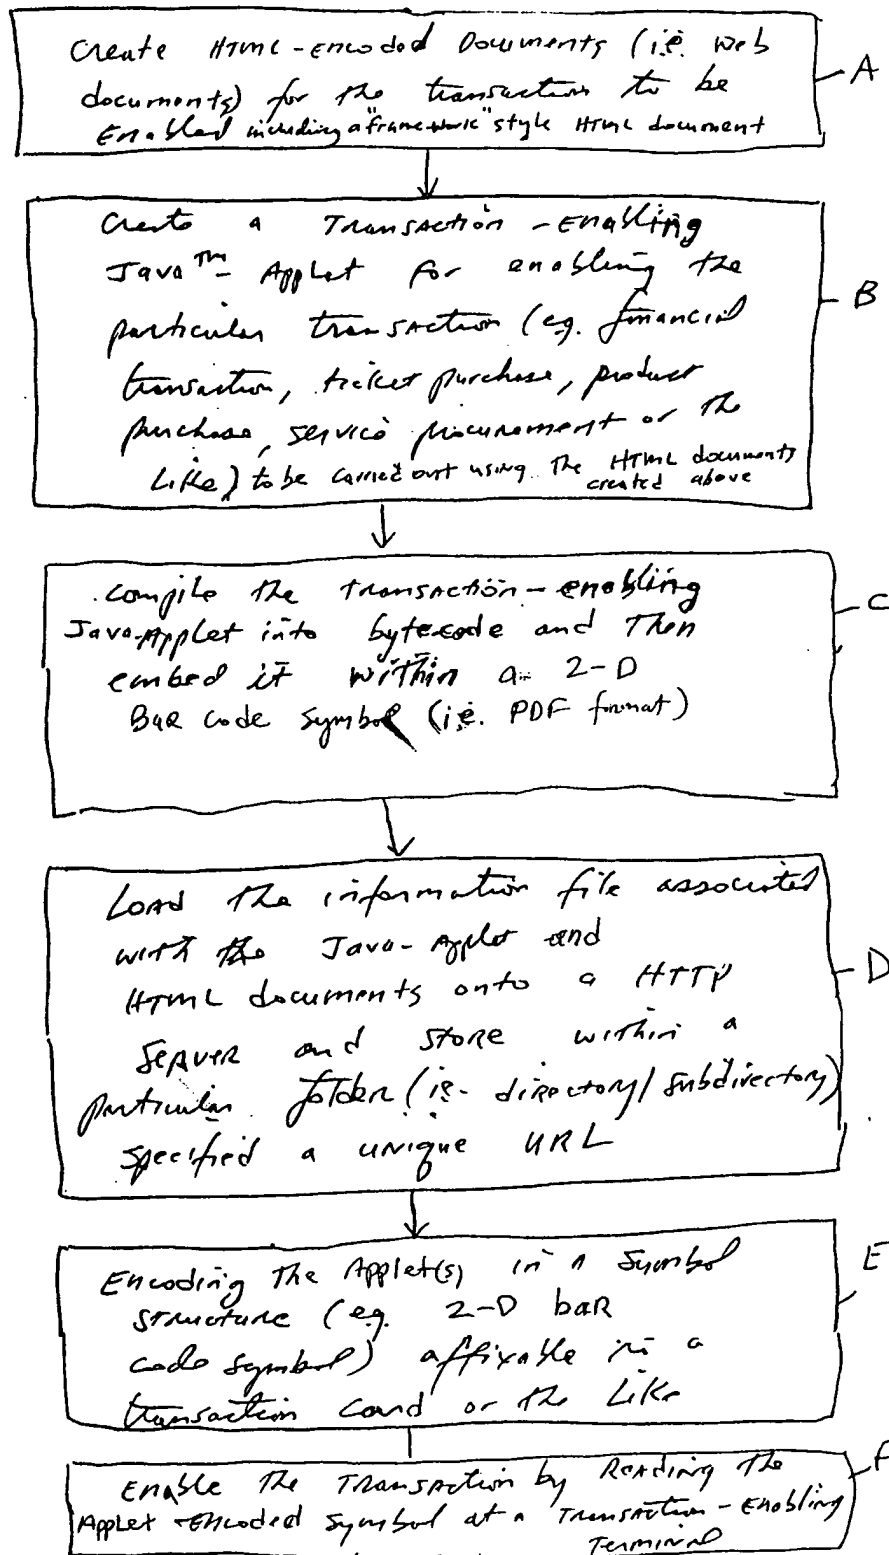 Create HTML-Encoded Documents (i.e. web
documents) for the transaction to be
Enabled including a "framework" style HTML document
A
Create a Transaction-Enabling
Java™- Applet for enabling the
particular transaction (eg. financial
transaction, ticket purchase, product
purchase, service procurement or the
Like) to be carried out using the HTML documents
created above
B
Compile the Transaction-enabling
Java-Applet into bytecode and Then
embed it within a 2-D
Bar code symbol (i.e. PDF format)
C
Load the information file associated
with the Java-Applet and
HTML documents onto a HTTP
Server and store within a
particular folder (ie- directory/subdirectory)
specified a unique URL
D
Encoding the Applet(s) in a symbol
structure (eg. 2-D bar
code symbol) affixable in a
transaction card or the Like
E
Enable the Transaction by Reading the
Applet-Encoded Symbol at a Transaction-Enabling
Terminal
F